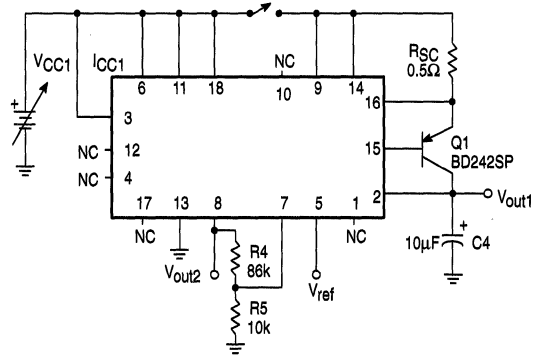 VCC1
ICC1
NC
RSC
0.5Ω
6
11
18
10
9
14
16
+
3
Q1
BD242SP
NC
12
15
NC
4
2
Vout1
17
13
8
7
5
1
+
NC
NC
10µF
C4
R4
86k
Vout2
Vref
R5
10k